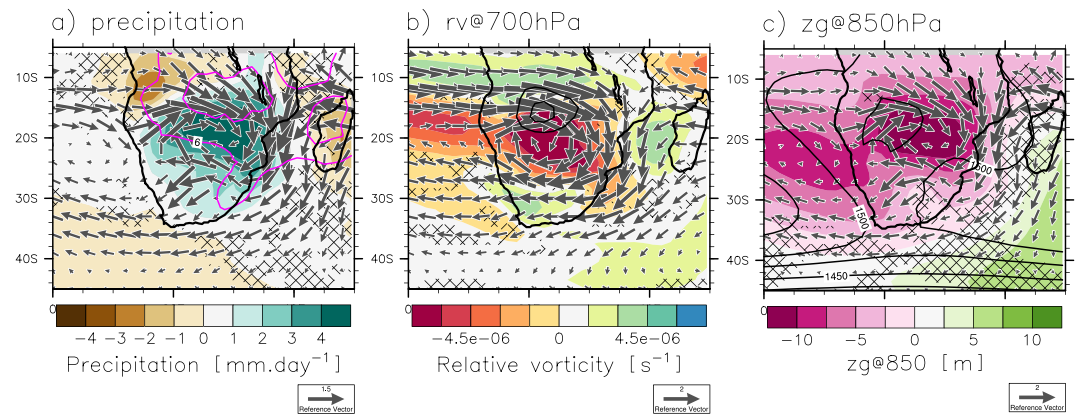 a) precipitation
b) rv@700hPa
c) zg@850hPa
10S
20S
30S
40S
6
10S
20S
30S
40S
10S
20S
30S
40S
1500
1500
1450
0
0
0
−4 −3 −2 −1 0 1 2 3 4
Precipitation [mm.day⁻¹]
−4.5e−06 0 4.5e−06
Relative vorticity [s⁻¹]
−10 −5 0 5 10
zg@850 [m]
1.5
Reference Vector
2
Reference Vector
2
Reference Vector